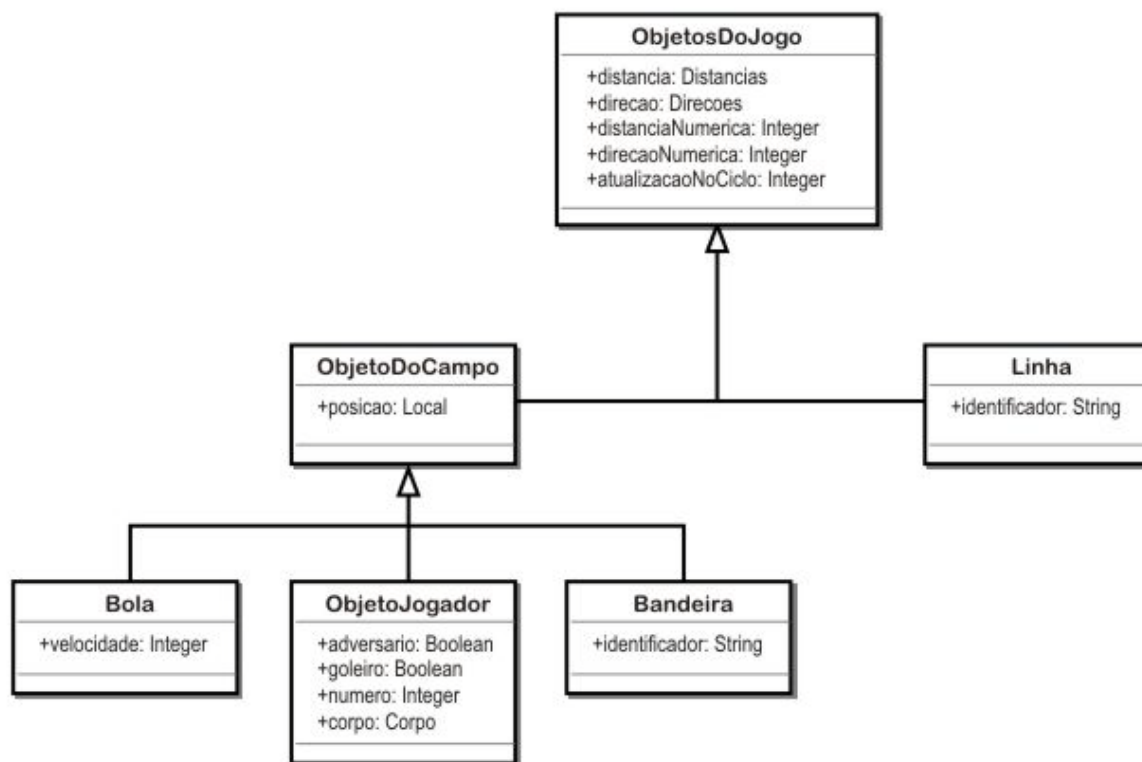 ObjetosDoJogo
+distancia: Distancias
+direcao: Direcoes
+distanciaNumerica: Integer
+direcaoNumerica: Integer
+atualizacaoNoCiclo: Integer
ObjetoDoCampo
+posicao: Local
Linha
+identificador: String
Bola
+velocidade: Integer
ObjetoJogador
+adversario: Boolean
+goleiro: Boolean
+numero: Integer
+corpo: Corpo
Bandeira
+identificador: String